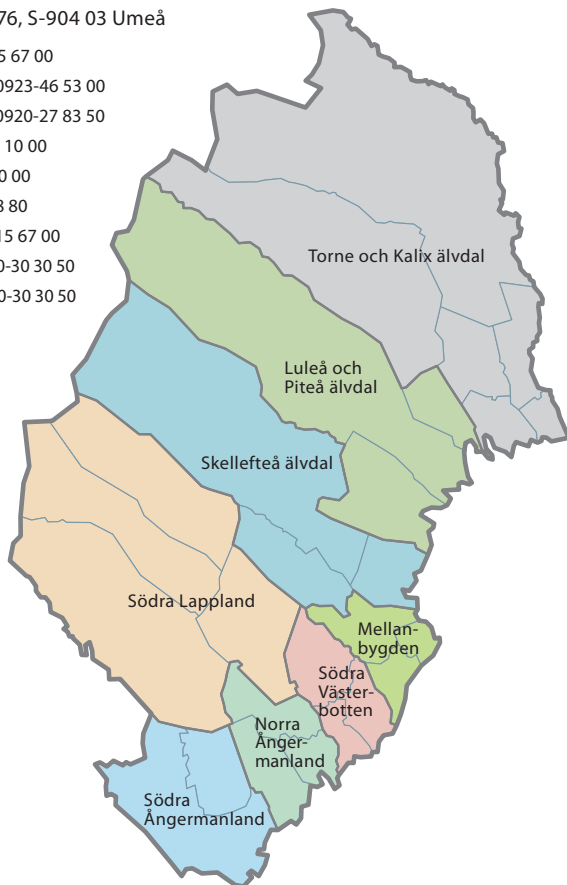 76, S-904 03 Umeå
5 67 00
0923-46 53 00
0920-27 83 50
10 00
0 00
8 80
15 67 00
0-30 30 50
0-30 30 50
Torne och Kalix älvdal
Luleå och
Piteå älvdal
Skellefteå älvdal
Södra Lappland
Mellan-
bygden
Södra
Väster-
botten
Norra
Ånger-
manland
Södra
Ångermanland